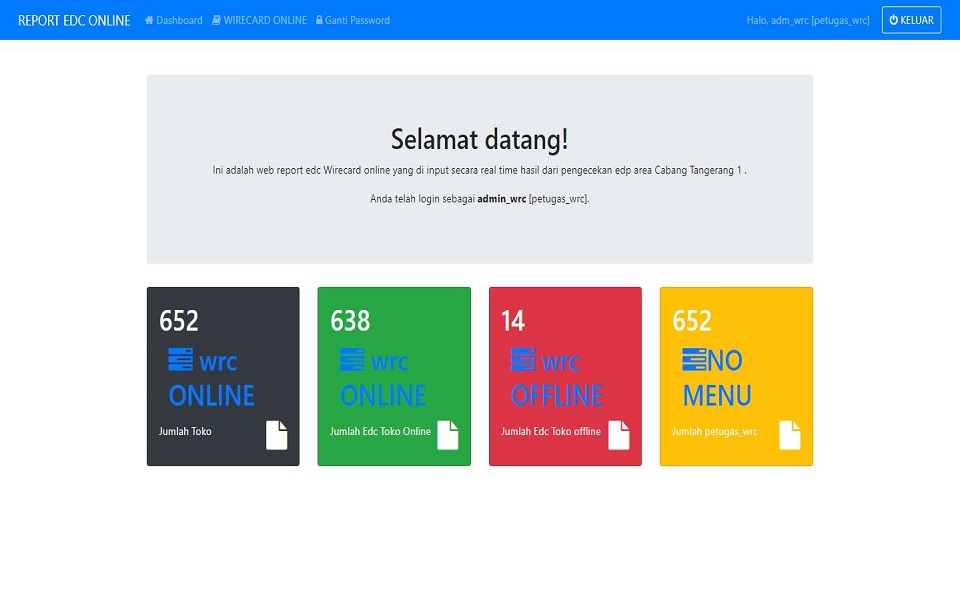 REPORT EDC ONLINE Dashboard WIRECARD ONLINE Ganti Password Halo, adm_wrc [petugas_wrc] KELUAR
Selamat datang!
Ini adalah web report edc Wirecard online yang di input secara real time hasil dari pengecekan edp area Cabang Tangerang 1 .
Anda telah login sebagai admin_wrc [petugas_wrc].
652
wrc
ONLINE
Jumlah Toko
638
wrc
ONLINE
Jumlah Edc Toko Online
14
wrc
OFFLINE
Jumlah Edc Toko offline
652
NO
MENU
Jumlah petugas_wrc